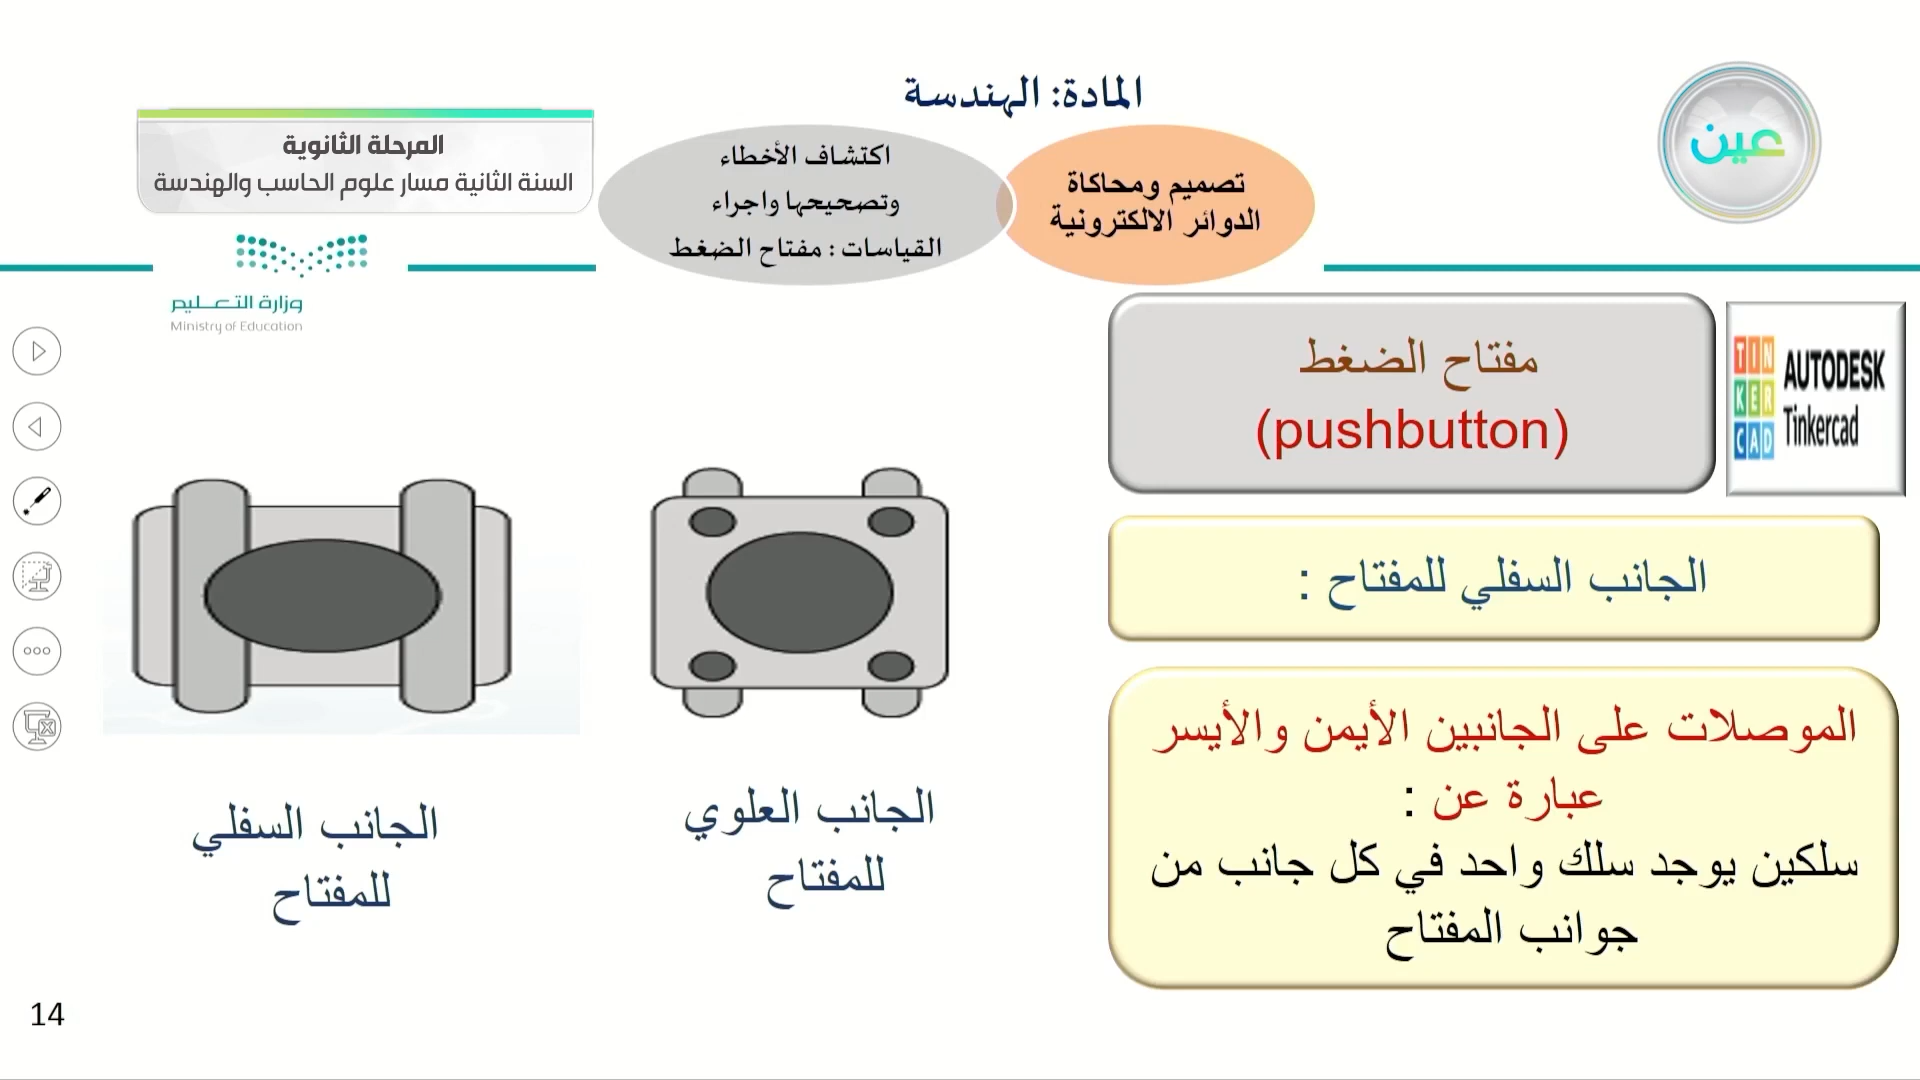 المادة: الهندسة
عين
المرحلة الثانوية
السنة الثانية مسار علوم الحاسب والهندسة
تصميم ومحاكاة
الدوائر الالكترونية
اكتشاف الأخطاء
وتصحيحها واجراء
القياسات : مفتاح الضغط
وزارة التعليم
Ministry of Education
مفتاح الضغط
(pushbutton)
TIN
KER
CAD
AUTODESK
Tinkercad
الجانب السفلي للمفتاح :
الموصلات على الجانبين الأيمن والأيسر
عبارة عن :
سلكين يوجد سلك واحد في كل جانب من
جوانب المفتاح
الجانب العلوي
للمفتاح
الجانب السفلي
للمفتاح
14